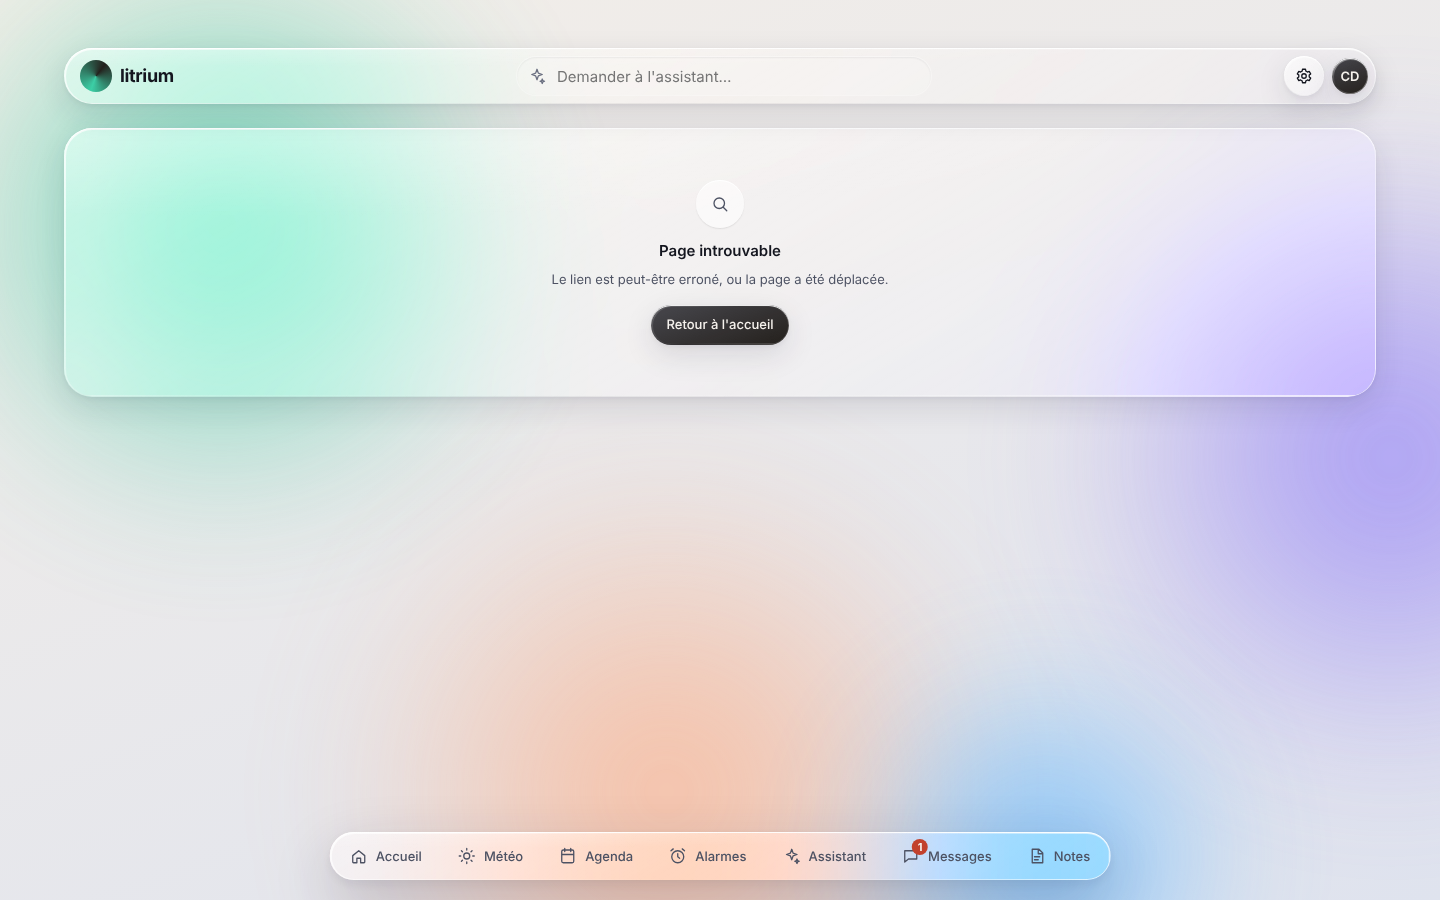 litrium
Demander à l'assistant...
CD
Page introuvable
Le lien est peut-être erroné, ou la page a été déplacée.
Retour à l'accueil
Accueil
Météo
Agenda
Alarmes
Assistant
1
Messages
Notes